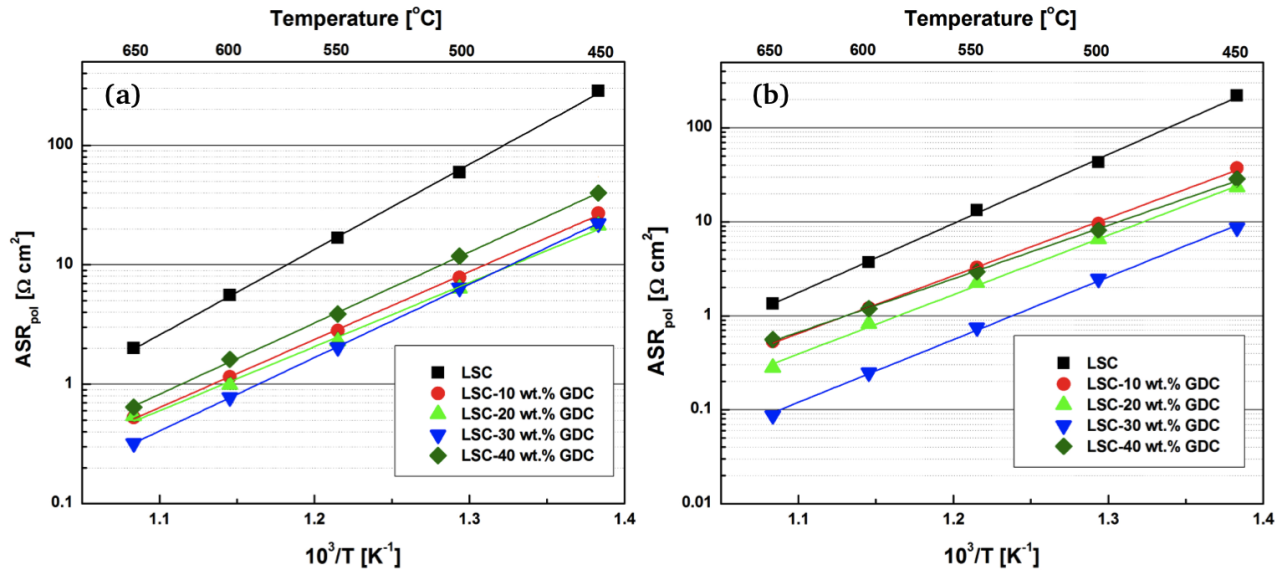 Temperature [°C]
650 600 550 500 450
(a)
100
10
1
0.1
ASRpol [Ω cm²]
LSC
LSC-10 wt.% GDC
LSC-20 wt.% GDC
LSC-30 wt.% GDC
LSC-40 wt.% GDC
1.1 1.2 1.3 1.4
10³/T [K⁻¹]
Temperature [°C]
650 600 550 500 450
(b)
100
10
1
0.1
0.01
ASRpol [Ω cm²]
LSC
LSC-10 wt.% GDC
LSC-20 wt.% GDC
LSC-30 wt.% GDC
LSC-40 wt.% GDC
1.1 1.2 1.3 1.4
10³/T [K⁻¹]